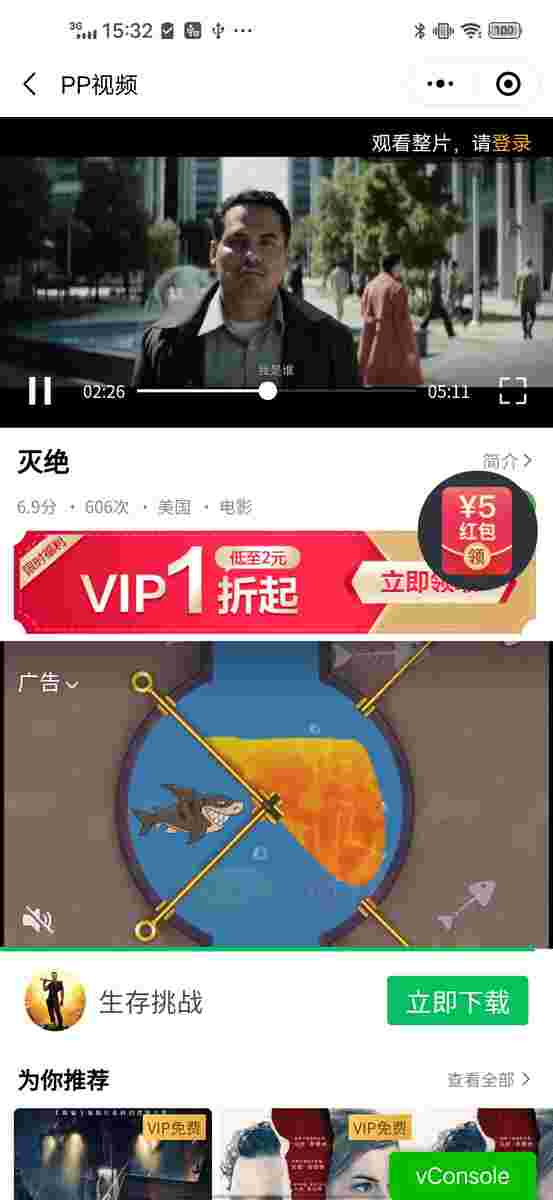 3G 15:32 100
PP视频
观看整片，请登录
我是谁
02:26
05:11
灭绝
简介
6.9分 · 606次 · 美国 · 电影
¥5
红包
领
限时福利
VIP1折起
低至2元
立即领
广告
生存挑战
立即下载
为你推荐
查看全部
VIP免费
VIP免费
vConsole